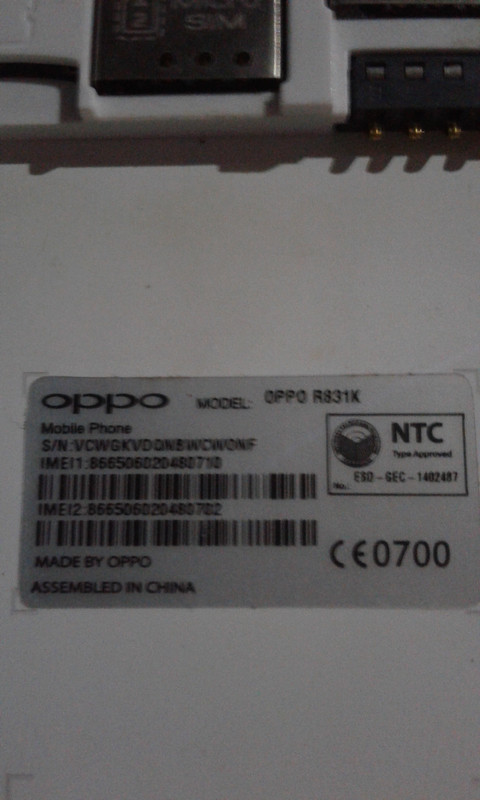 MICRO
SIM
oppo MODEL: OPPO R831K
Mobile Phone
IMEI1:866506020480710
IMEI2:866506020480702
MADE BY OPPO
ASSEMBLED IN CHINA
NTC
Type Approved
No. ESD-GEC-1402487
CE0700